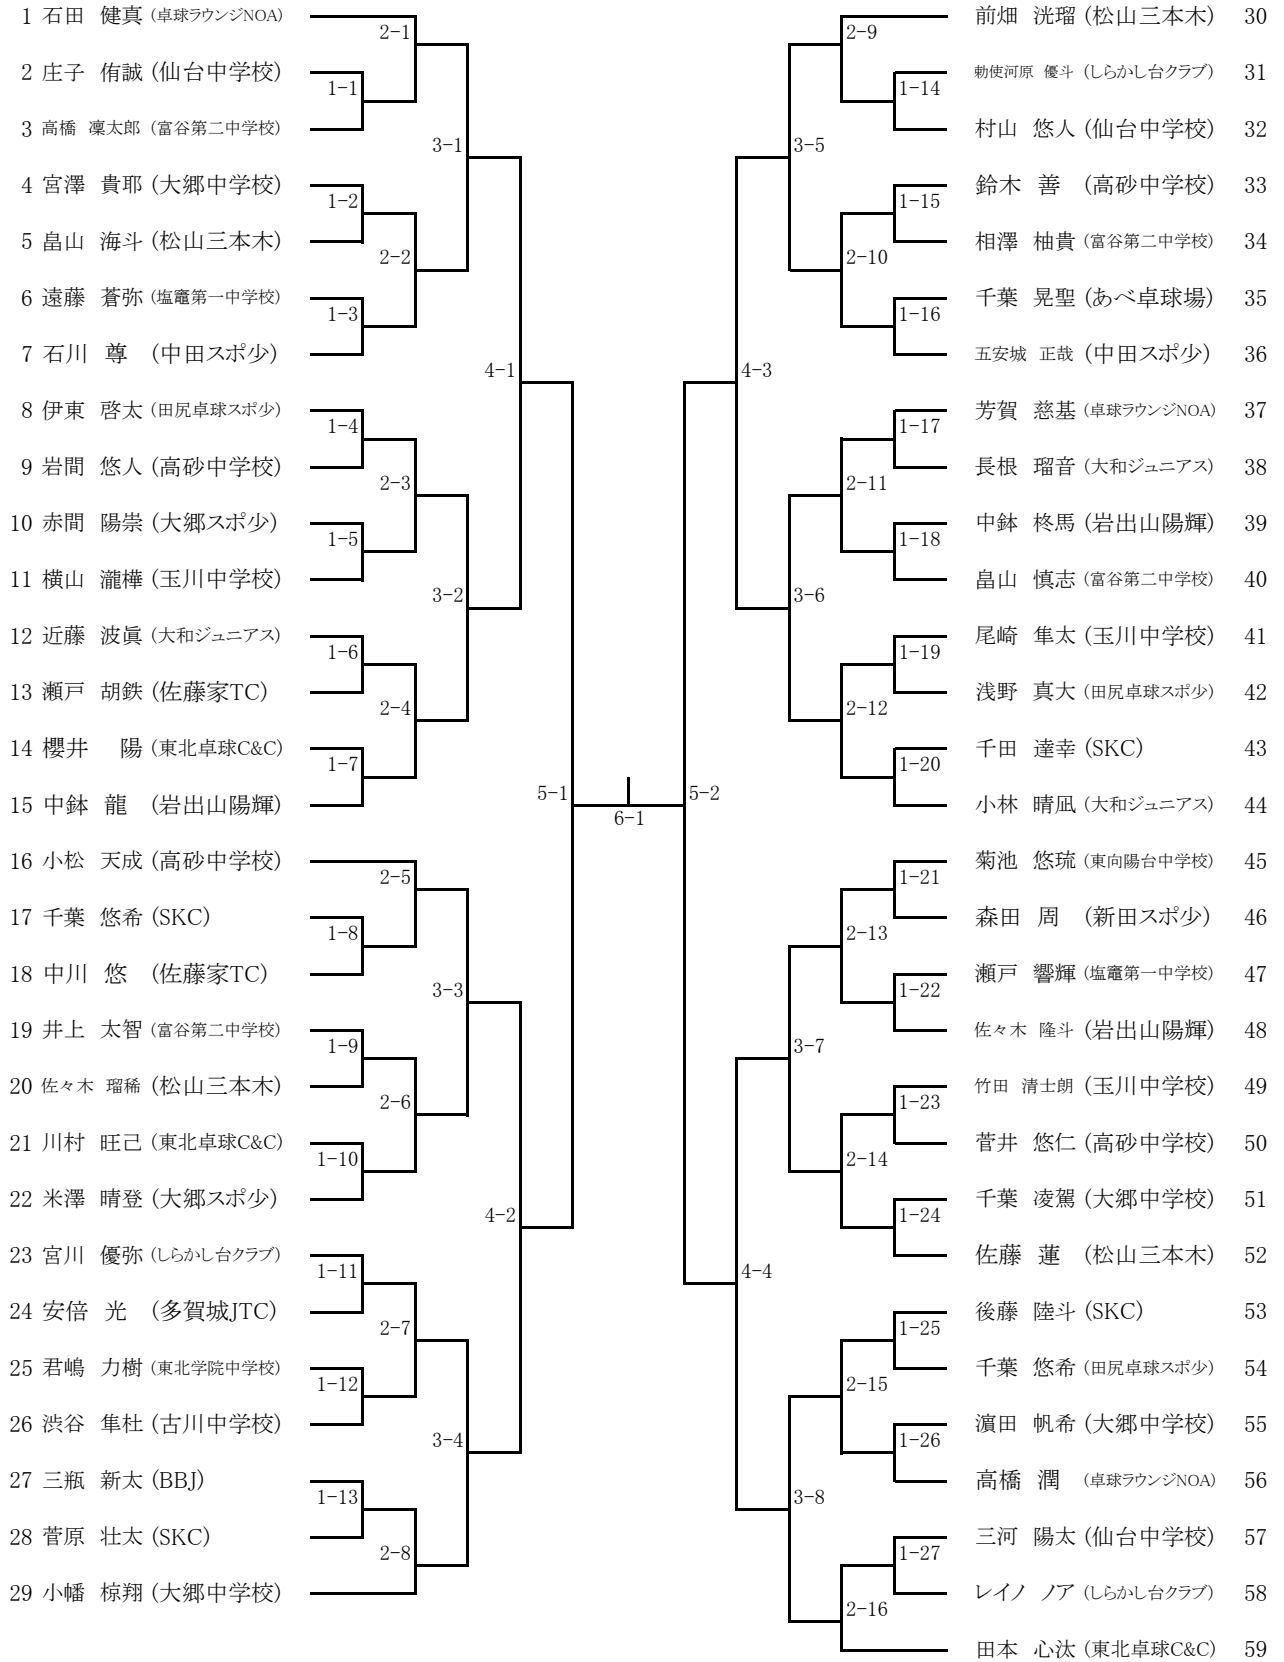 1 石田 健真 (卓球ラウンジNOA)
2-1
2 庄子 侑誠 (仙台中学校)
1-1
3 高橋 凜太郎 (富谷第二中学校)
3-1
4 宮澤 貴耶 (大郷中学校)
1-2
5 畠山 海斗 (松山三本木)
2-2
6 遠藤 蒼弥 (塩竈第一中学校)
1-3
7 石川 尊 (中田スポ少)
4-1
8 伊東 啓太 (田尻卓球スポ少)
1-4
9 岩間 悠人 (高砂中学校)
2-3
10 赤間 陽崇 (大郷スポ少)
1-5
11 横山 瀧樺 (玉川中学校)
3-2
12 近藤 波眞 (大和ジュニアス)
1-6
13 瀬戸 胡鉄 (佐藤家TC)
2-4
14 櫻井 陽 (東北卓球C&C)
1-7
15 中鉢 龍 (岩出山陽輝)
5-1
16 小松 天成 (高砂中学校)
2-5
17 千葉 悠希 (SKC)
1-8
18 中川 悠 (佐藤家TC)
3-3
19 井上 太智 (富谷第二中学校)
1-9
20 佐々木 瑠稀 (松山三本木)
2-6
21 川村 旺己 (東北卓球C&C)
1-10
22 米澤 晴登 (大郷スポ少)
4-2
23 宮川 優弥 (しらかし台クラブ)
1-11
24 安倍 光 (多賀城JTC)
2-7
25 君嶋 力樹 (東北学院中学校)
1-12
26 渋谷 隼杜 (古川中学校)
3-4
27 三瓶 新太 (BBJ)
1-13
28 菅原 壮太 (SKC)
2-8
29 小幡 椋翔 (大郷中学校)
6-1
前畑 洸瑠 (松山三本木) 30
2-9
勅使河原 優斗 (しらかし台クラブ) 31
1-14
村山 悠人 (仙台中学校) 32
3-5
鈴木 善 (高砂中学校) 33
1-15
相澤 柚貴 (富谷第二中学校) 34
2-10
千葉 晃聖 (あべ卓球場) 35
1-16
五安城 正哉 (中田スポ少) 36
4-3
芳賀 慈基 (卓球ラウンジNOA) 37
1-17
長根 瑠音 (大和ジュニアス) 38
2-11
中鉢 柊馬 (岩出山陽輝) 39
1-18
畠山 慎志 (富谷第二中学校) 40
3-6
尾崎 隼太 (玉川中学校) 41
1-19
浅野 真大 (田尻卓球スポ少) 42
2-12
千田 達幸 (SKC) 43
1-20
小林 晴凪 (大和ジュニアス) 44
5-2
菊池 悠琉 (東向陽台中学校) 45
1-21
森田 周 (新田スポ少) 46
2-13
瀬戸 響輝 (塩竈第一中学校) 47
1-22
佐々木 隆斗 (岩出山陽輝) 48
3-7
竹田 清士朗 (玉川中学校) 49
1-23
菅井 悠仁 (高砂中学校) 50
2-14
千葉 凌駕 (大郷中学校) 51
1-24
佐藤 蓮 (松山三本木) 52
4-4
後藤 陸斗 (SKC) 53
1-25
千葉 悠希 (田尻卓球スポ少) 54
2-15
濵田 帆希 (大郷中学校) 55
1-26
高橋 潤 (卓球ラウンジNOA) 56
3-8
三河 陽太 (仙台中学校) 57
1-27
レイノ ノア (しらかし台クラブ) 58
2-16
田本 心汰 (東北卓球C&C) 59